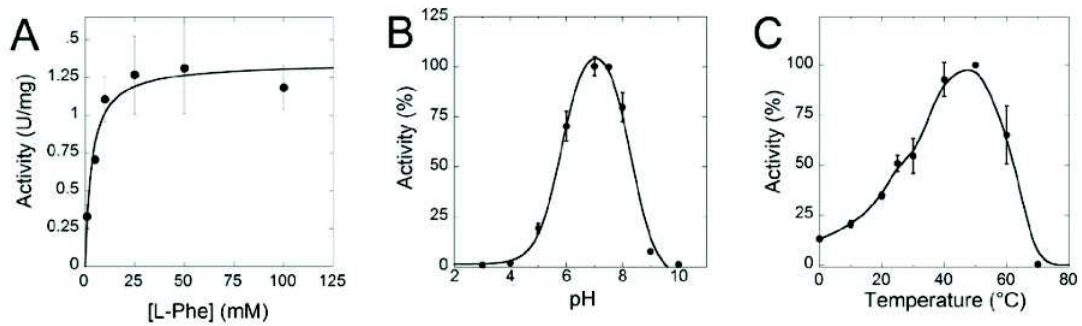 A
.5
1.25
1
0.75
0.5
0.25
0
0 25 50 75 100 125
Activity (U/mg)
[L-Phe] (mM)
B
125
100
75
50
25
0
2 4 6 8 10
Activity (%)
pH
C
100
50
0
0 20 40 60 80
Activity (%)
Temperature (°C)